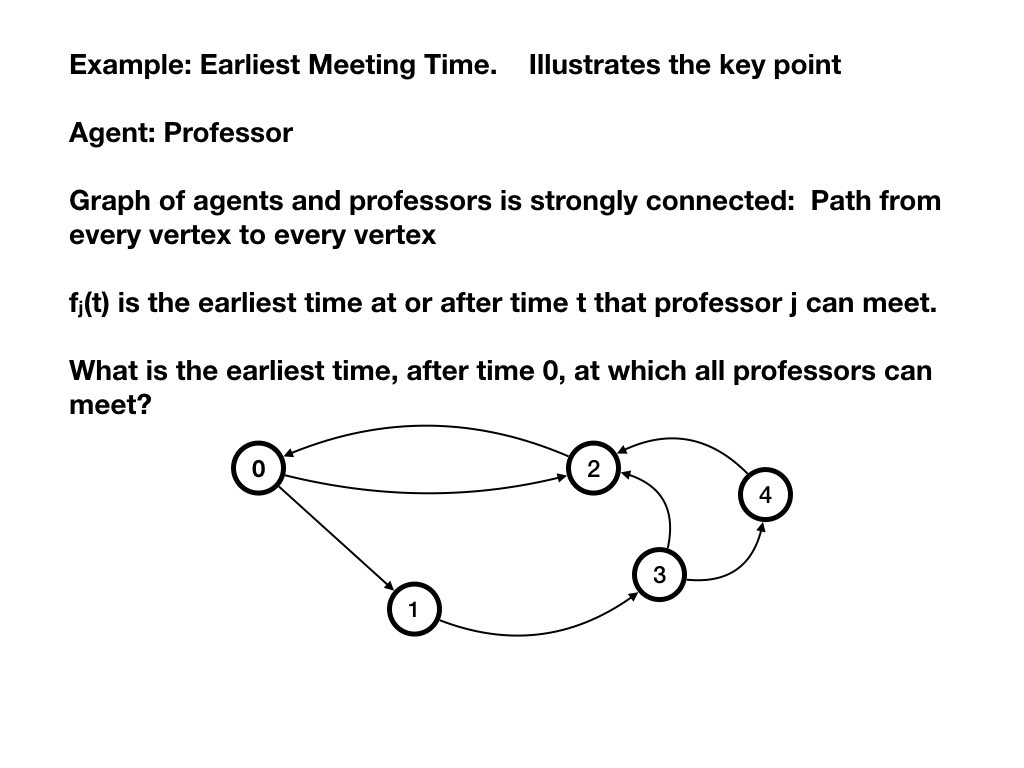 Example: Earliest Meeting Time.    Illustrates the key point
Agent: Professor
Graph of agents and professors is strongly connected:  Path from
every vertex to every vertex
fj(t) is the earliest time at or after time t that professor j can meet.
What is the earliest time, after time 0, at which all professors can
meet?
0
2
4
3
1